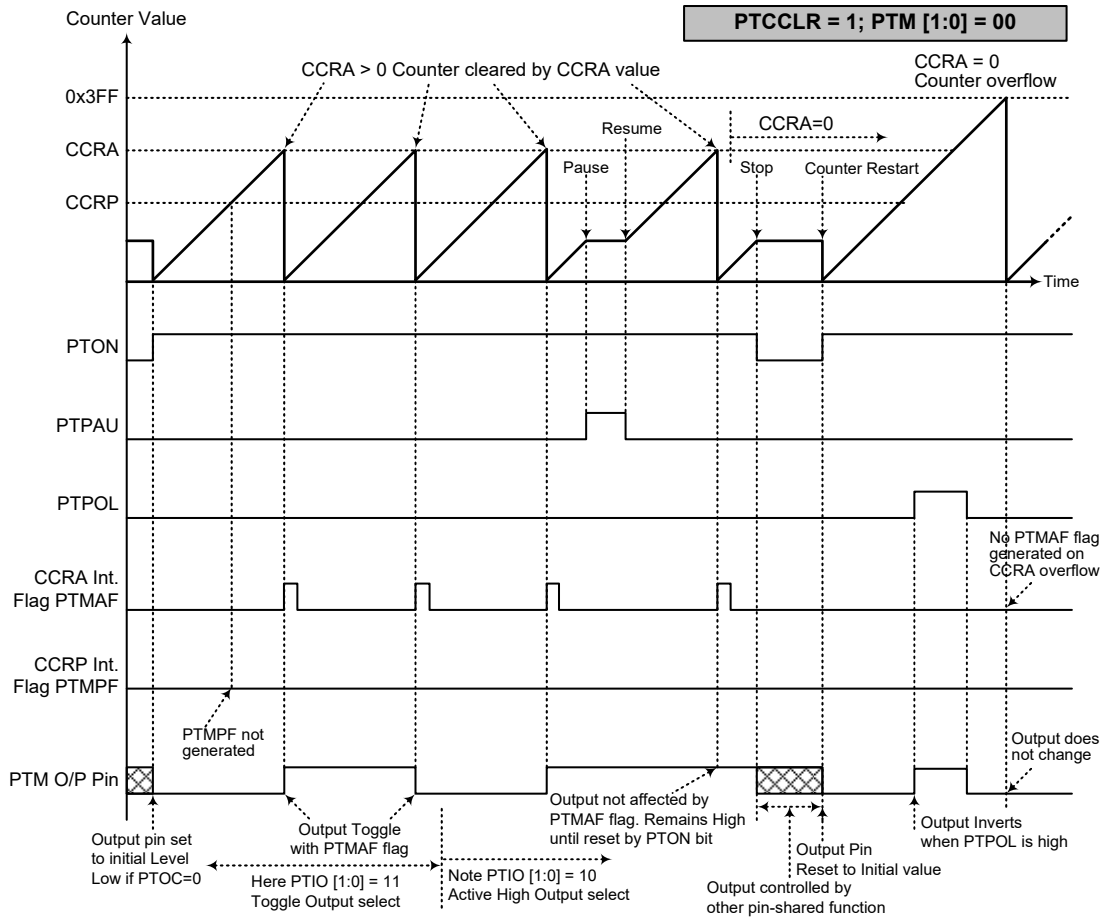 Counter Value
PTCCLR = 1; PTM [1:0] = 00
CCRA > 0 Counter cleared by CCRA value
CCRA = 0
Counter overflow
0x3FF
CCRA
CCRP
Resume
CCRA=0
Pause
Stop
Counter Restart
Time
PTON
PTPAU
PTPOL
No PTMAF flag
generated on
CCRA overflow
CCRA Int.
Flag PTMAF
CCRP Int.
Flag PTMPF
PTMPF not
generated
Output does
not change
PTM O/P Pin
Output pin set
to initial Level
Low if PTOC=0
Output Toggle
with PTMAF flag
Here PTIO [1:0] = 11
Toggle Output select
Output not affected by
PTMAF flag. Remains High
until reset by PTON bit
Note PTIO [1:0] = 10
Active High Output select
Output Pin
Reset to Initial value
Output controlled by
other pin-shared function
Output Inverts
when PTPOL is high